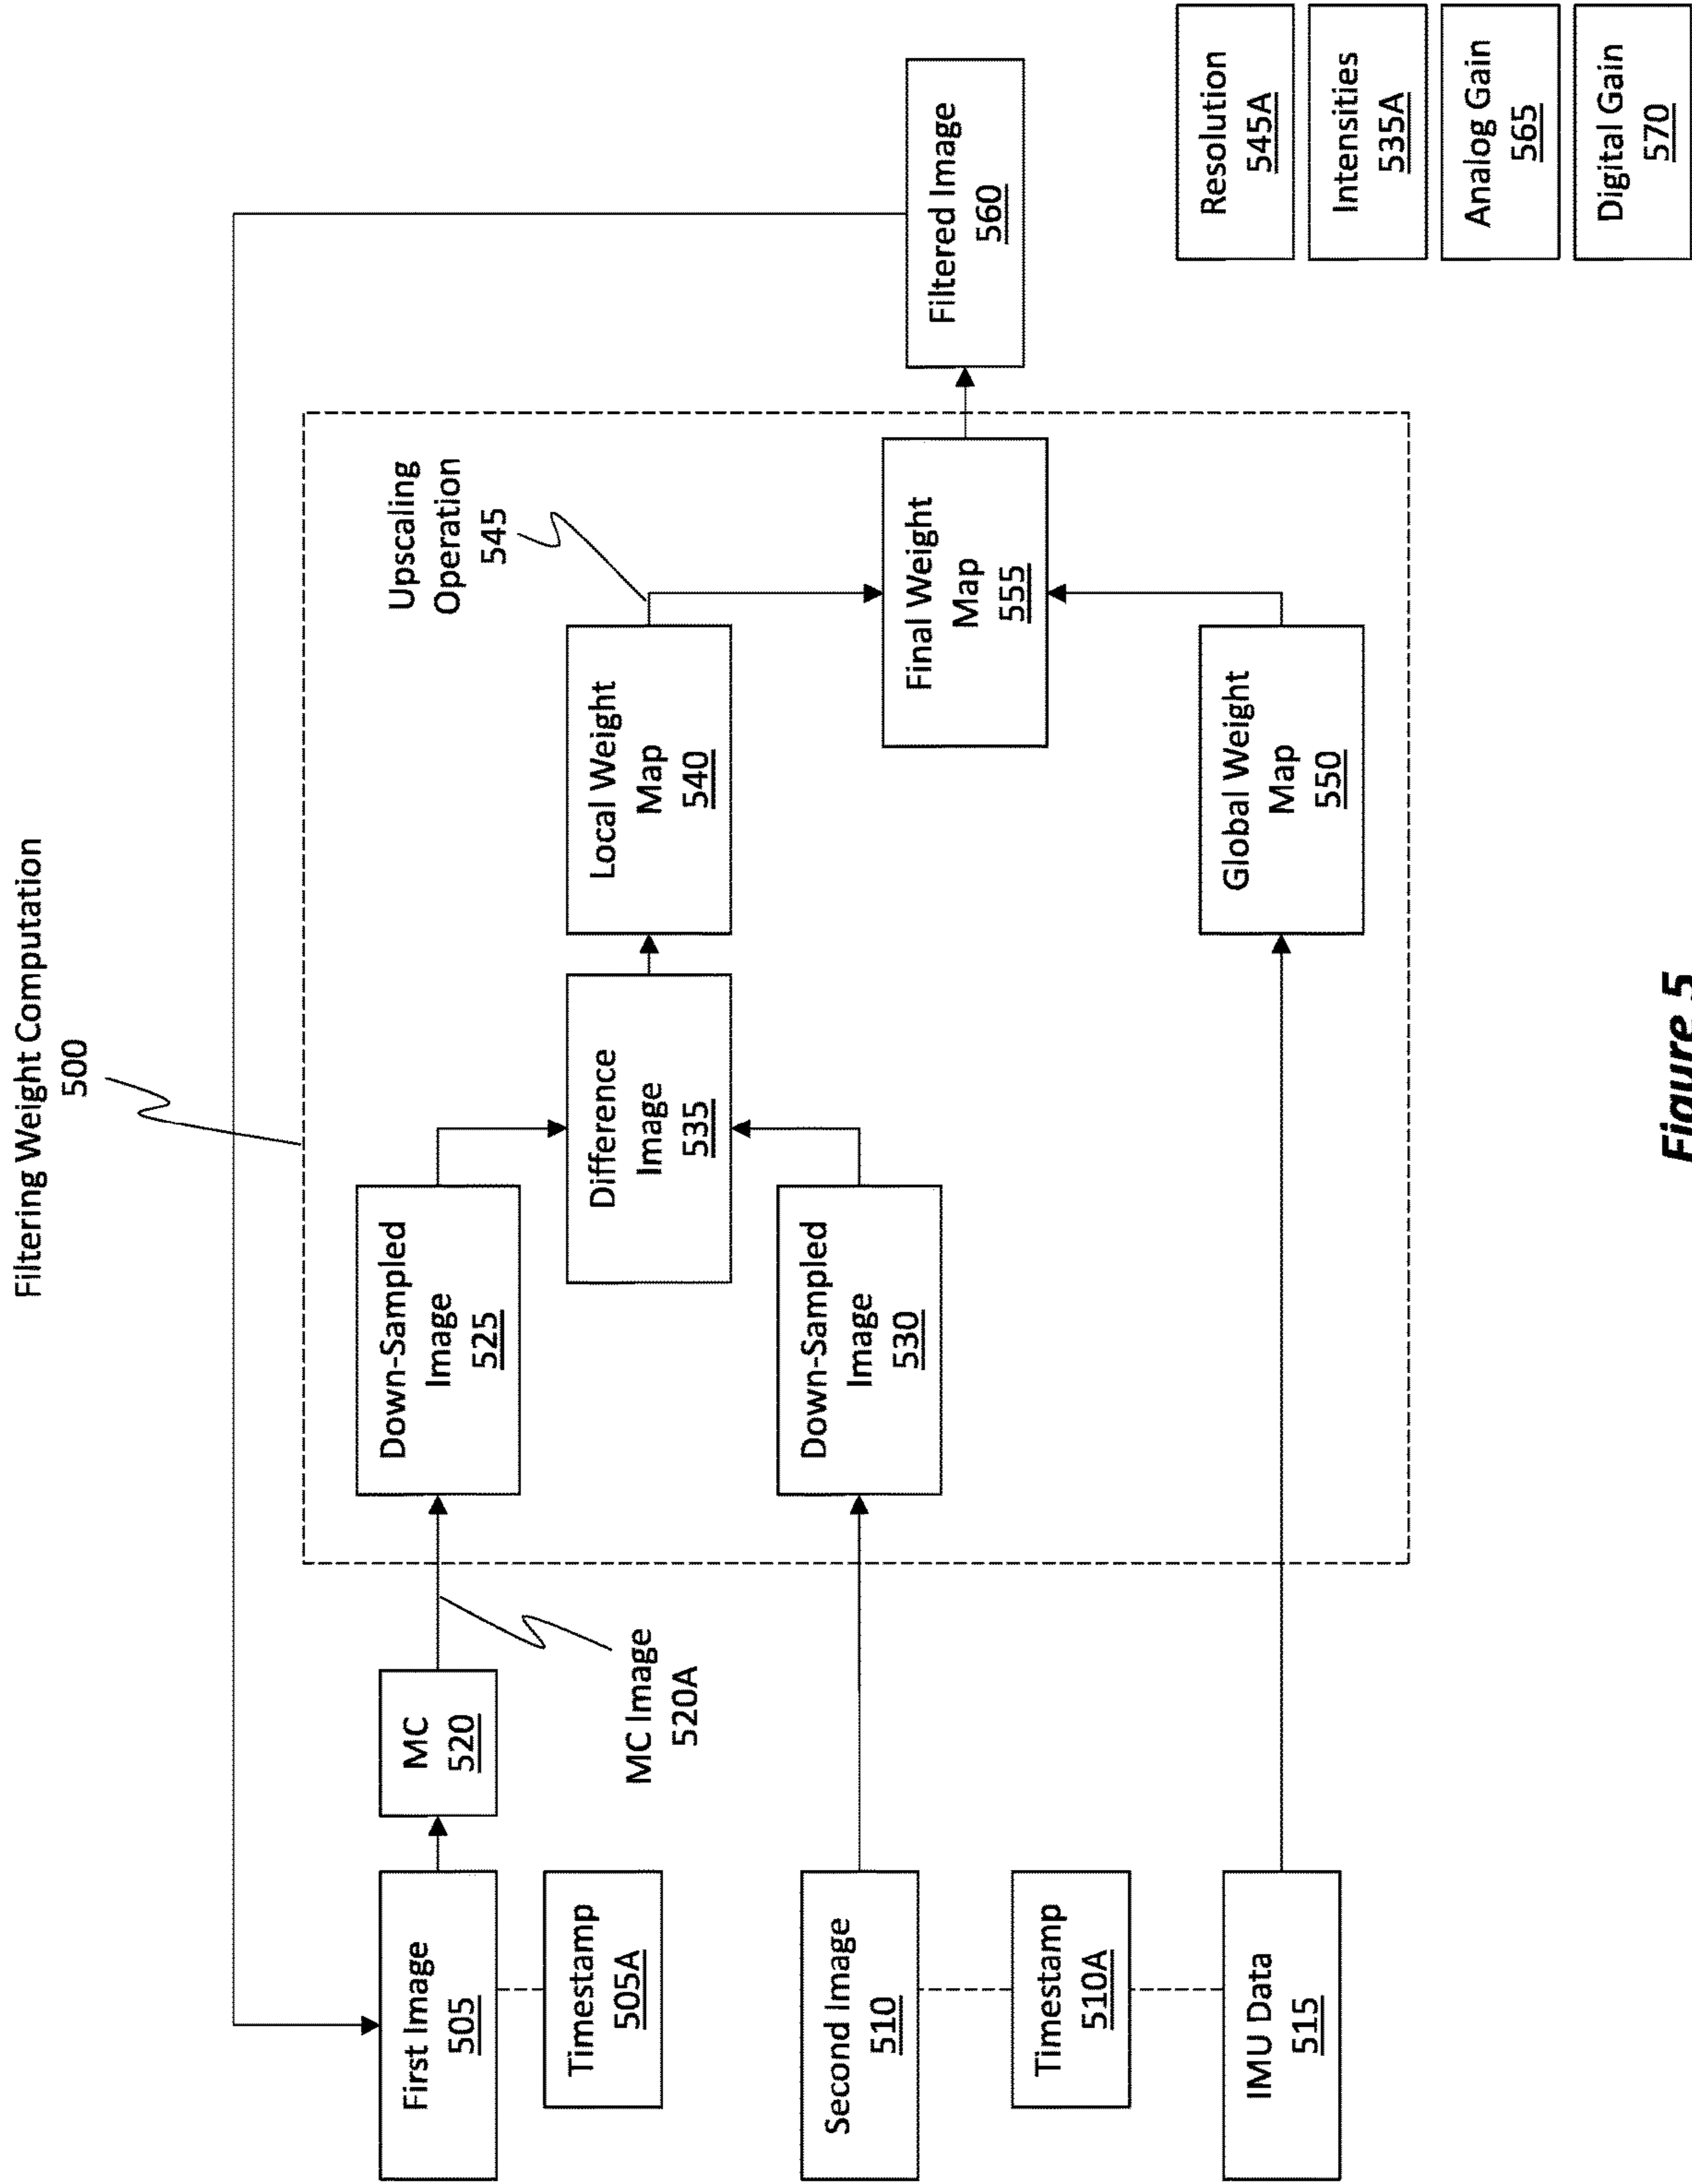 Filtering Weight Computation
500
First Image
505
Timestamp
505A
MC
520
MC Image
520A
Second Image
510
Timestamp
510A
IMU Data
515
Down-Sampled
Image
525
Down-Sampled
Image
530
Difference
Image
535
Local Weight
Map
540
Upscaling
Operation
545
Global Weight
Map
550
Final Weight
Map
555
Filtered Image
560
Resolution
545A
Intensities
535A
Analog Gain
565
Digital Gain
570
Figure 5